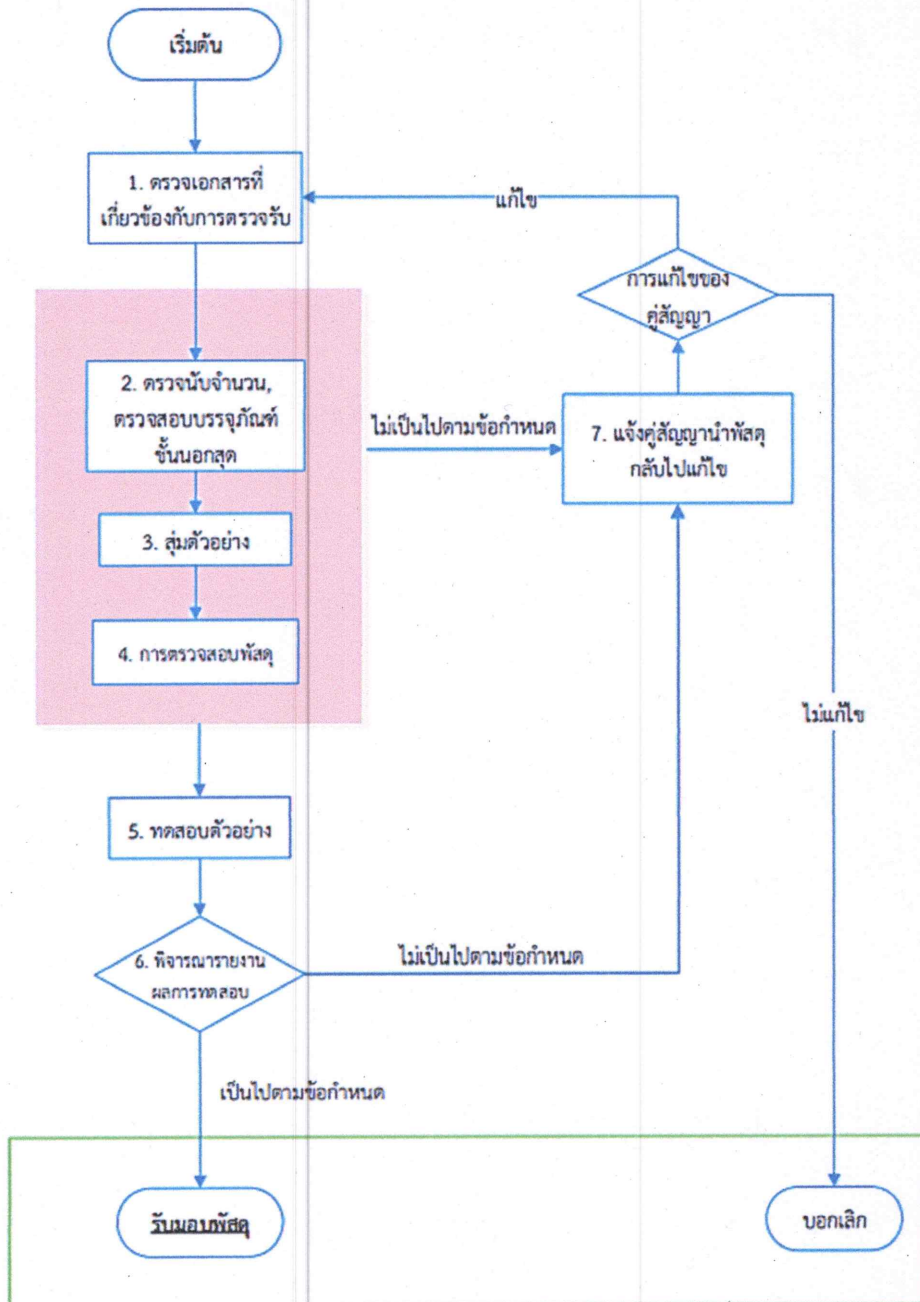 เริ่มต้น
1. ตรวจเอกสารที่
เกี่ยวข้องกับการตรวจรับ
แก้ไข
การแก้ไขของ
คู่สัญญา
2. ตรวจนับจำนวน,
ตรวจสอบบรรจุภัณฑ์
ชั้นนอกสุด
ไม่เป็นไปตามข้อกำหนด
7. แจ้งคู่สัญญานำพัสดุ
กลับไปแก้ไข
3. สุ่มตัวอย่าง
4. การตรวจสอบพัสดุ
ไม่แก้ไข
5. ทดสอบตัวอย่าง
6. พิจารณารายงาน
ผลการทดสอบ
ไม่เป็นไปตามข้อกำหนด
เป็นไปตามข้อกำหนด
รับมอบพัสดุ
บอกเลิก